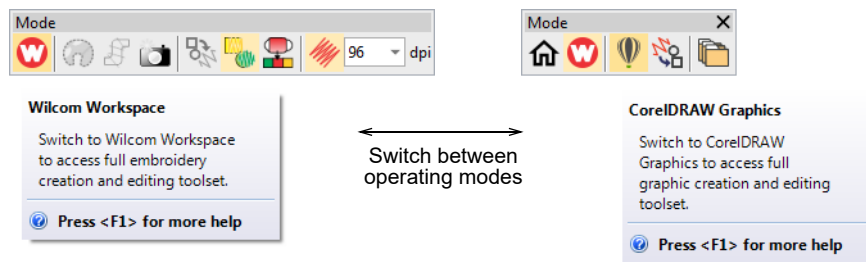 Mode
96 dpi
Mode
Wilcom Workspace
Switch to Wilcom Workspace
to access full embroidery
creation and editing toolset.
Press <F1> for more help
Switch between
operating modes
CorelDRAW Graphics
Switch to CorelDRAW
Graphics to access full
graphic creation and editing
toolset.
Press <F1> for more help